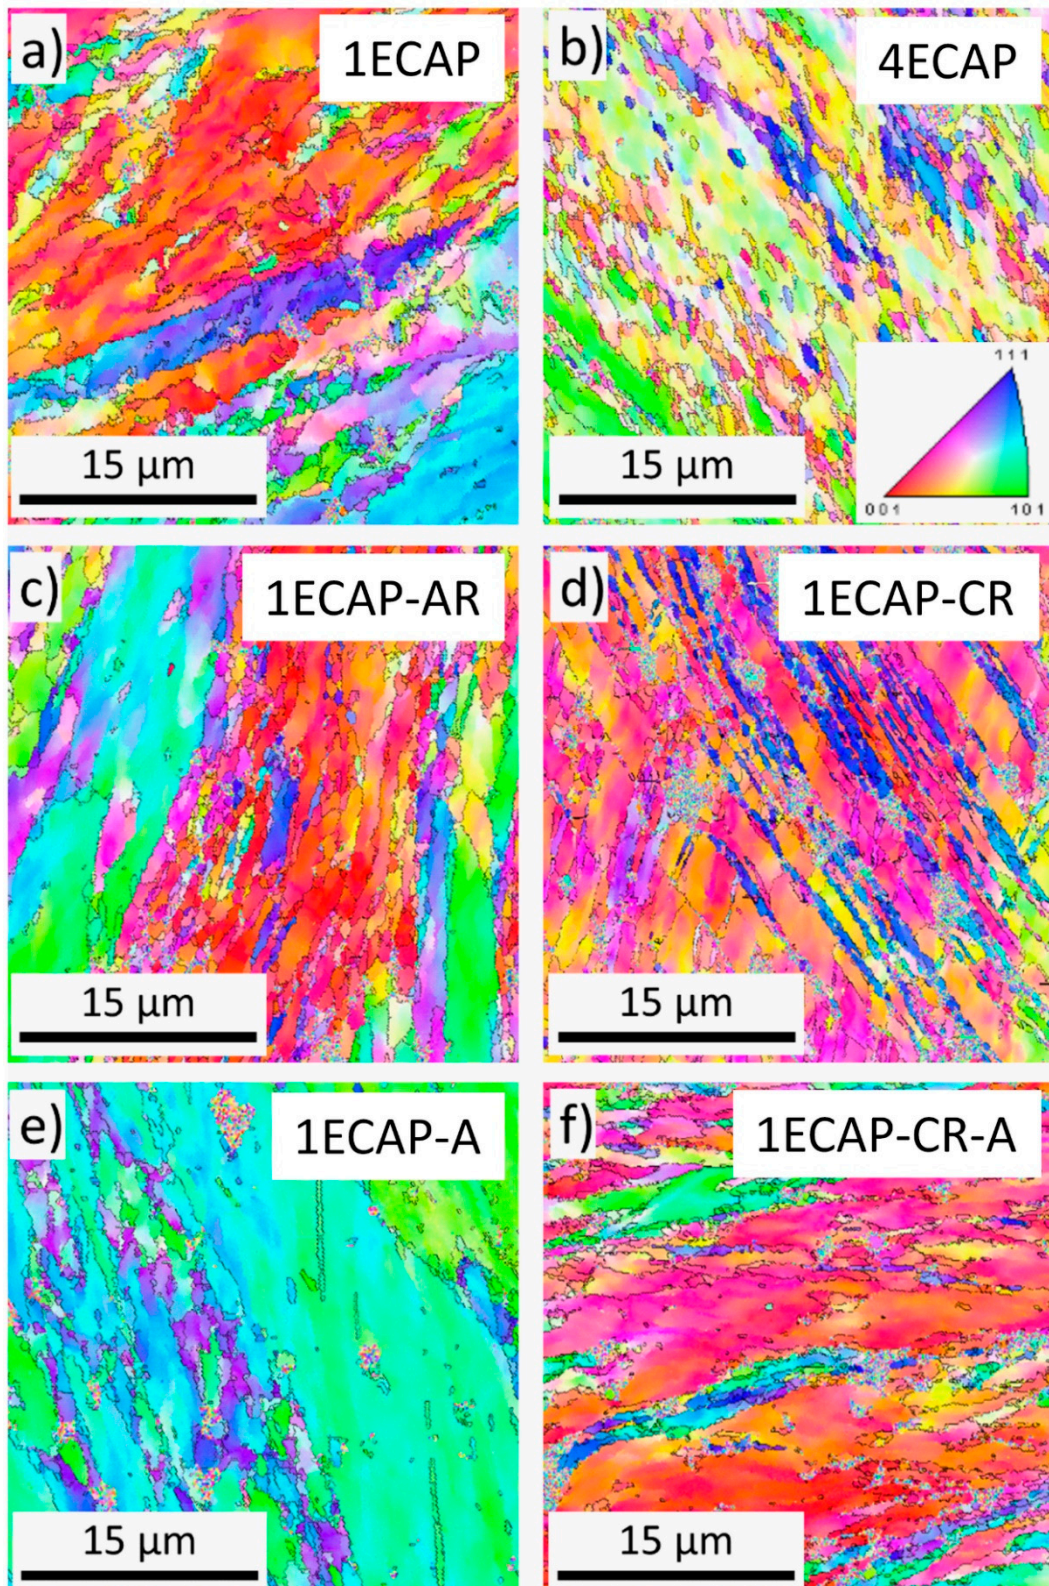 a)
1ECAP
15 µm
b)
4ECAP
15 µm
111
001
101
c)
1ECAP-AR
15 µm
d)
1ECAP-CR
15 µm
e)
1ECAP-A
15 µm
f)
1ECAP-CR-A
15 µm